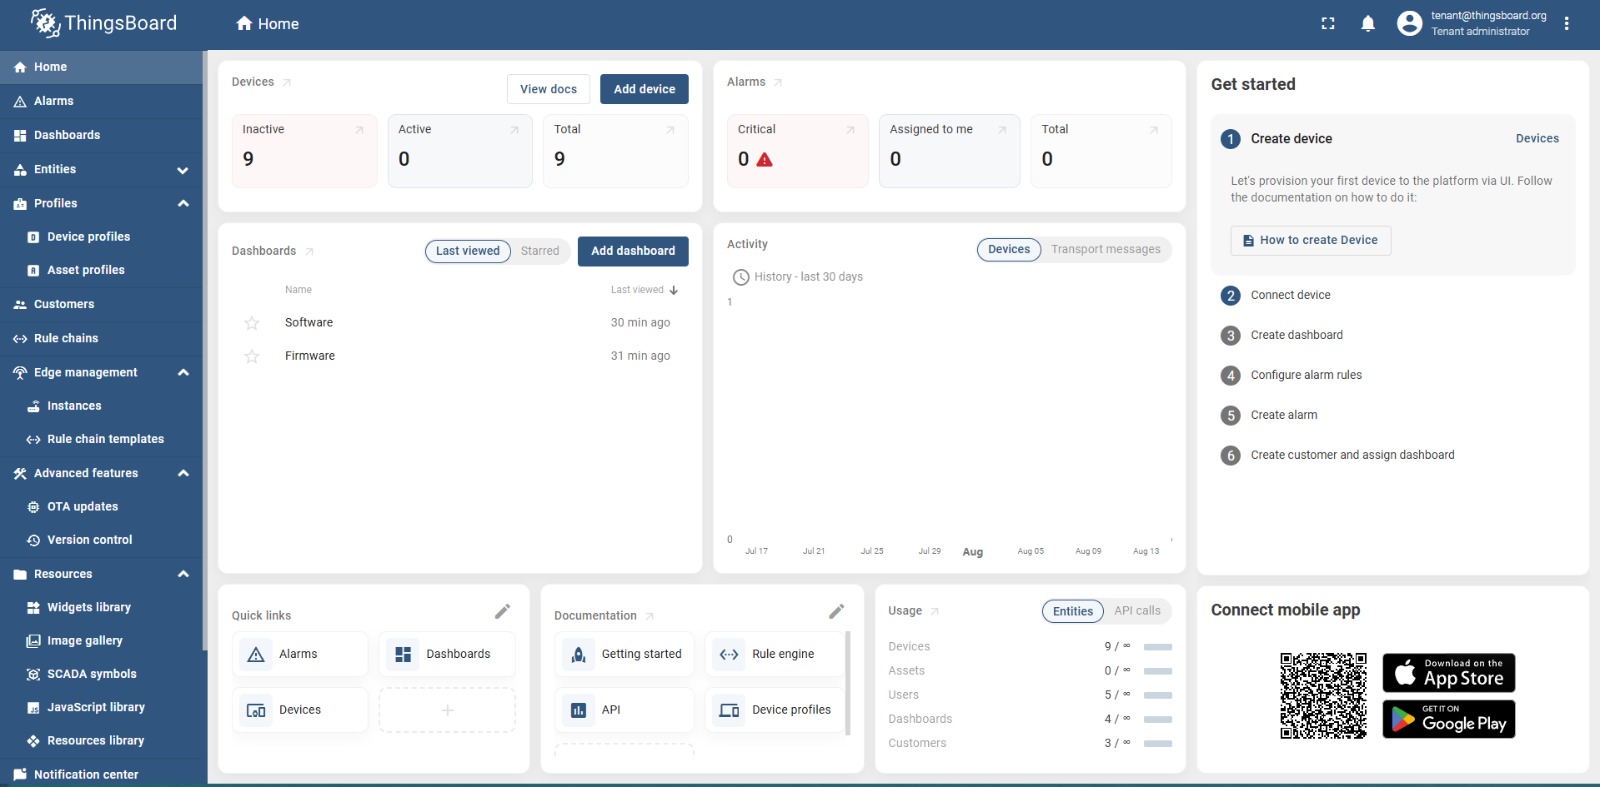 ThingsBoard
Home
tenant@thingsboard.org
Tenant administrator
Home
Alarms
Dashboards
Entities
Profiles
Device profiles
Asset profiles
Customers
Rule chains
Edge management
Instances
Rule chain templates
Advanced features
OTA updates
Version control
Resources
Widgets library
Image gallery
SCADA symbols
JavaScript library
Resources library
Notification center
Devices
View docs
Add device
Inactive
9
Active
0
Total
9
Alarms
Critical
0
Assigned to me
0
Total
0
Dashboards
Last viewed
Starred
Add dashboard
Name
Last viewed
Software
30 min ago
Firmware
31 min ago
Activity
Devices
Transport messages
History - last 30 days
1
0
Jul 17
Jul 21
Jul 25
Jul 29
Aug
Aug 05
Aug 09
Aug 13
Get started
1
Create device
Devices
Let's provision your first device to the platform via UI. Follow
the documentation on how to do it:
How to create Device
2
Connect device
3
Create dashboard
4
Configure alarm rules
5
Create alarm
6
Create customer and assign dashboard
Quick links
Alarms
Dashboards
Devices
+
Documentation
Getting started
Rule engine
API
Device profiles
Usage
Entities
API calls
Devices
9 / ∞
Assets
0 / ∞
Users
5 / ∞
Dashboards
4 / ∞
Customers
3 / ∞
Connect mobile app
Download on the
App Store
GET IT ON
Google Play